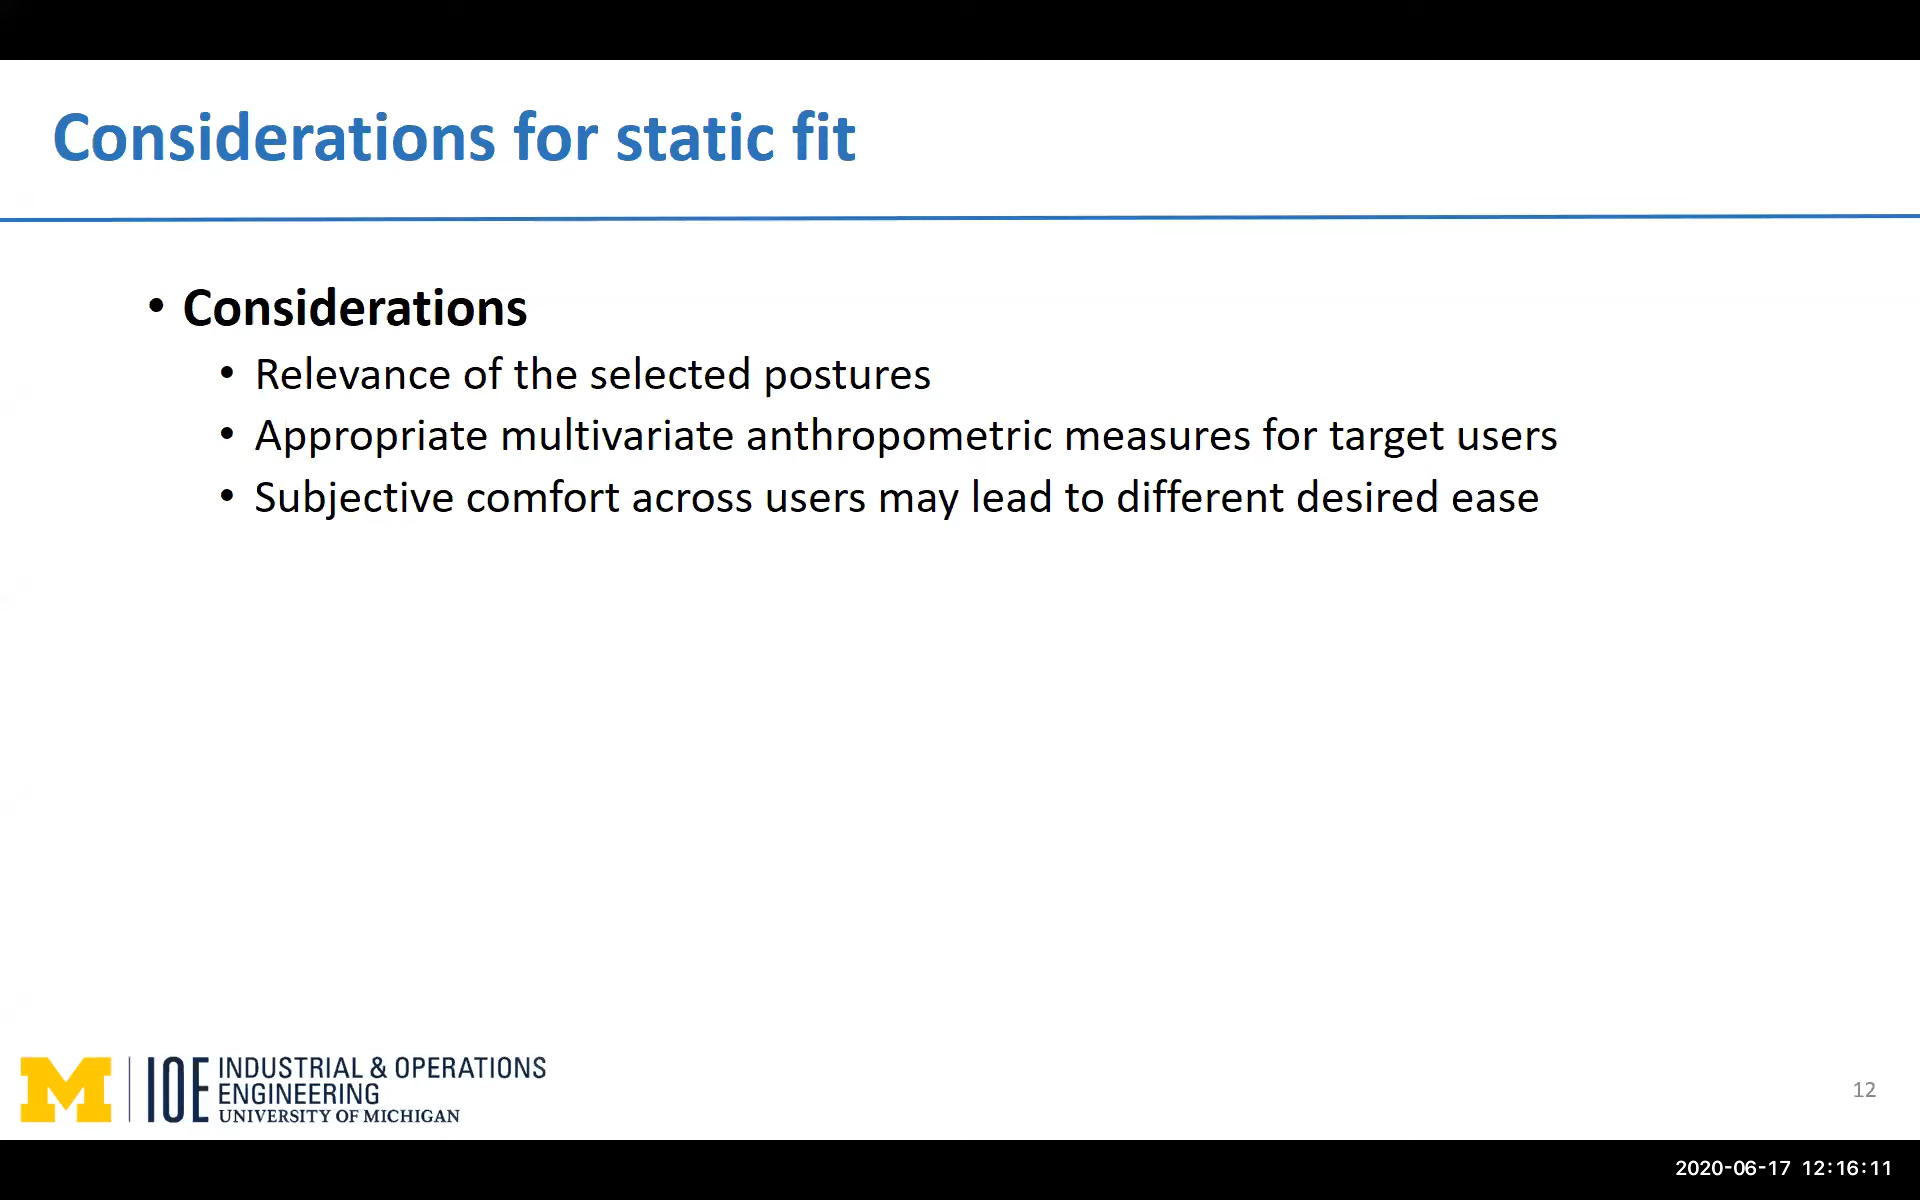 Considerations for static fit
• Considerations
• Relevance of the selected postures
• Appropriate multivariate anthropometric measures for target users
• Subjective comfort across users may lead to different desired ease
M IOE INDUSTRIAL & OPERATIONS
ENGINEERING
UNIVERSITY OF MICHIGAN
12
2020-06-17 12:16:11